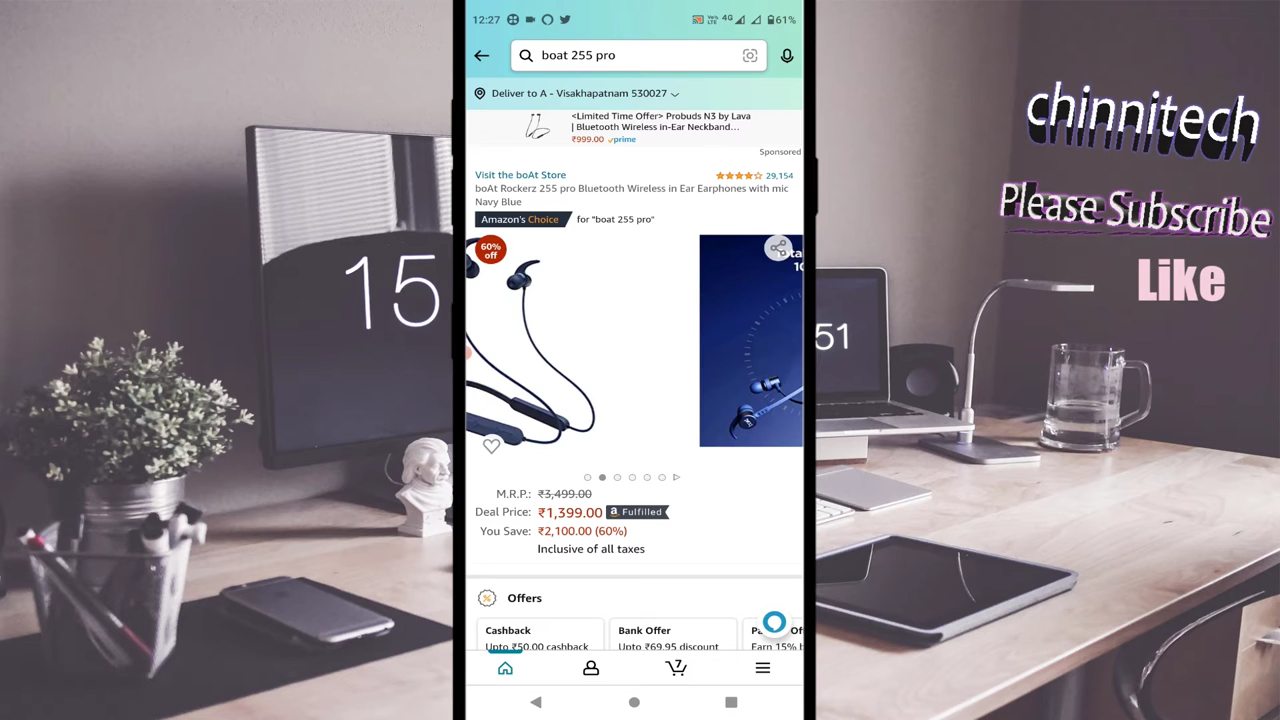 12:27
4G
61%
boat 255 pro
Deliver to A - Visakhapatnam 530027
<Limited Time Offer> Probuds N3 by Lava
| Bluetooth Wireless in-Ear Neckband...
₹999.00 prime
Sponsored
Visit the boAt Store
29,154
boAt Rockerz 255 pro Bluetooth Wireless in Ear Earphones with mic
Navy Blue
Amazon's Choice for "boat 255 pro"
60%
off
M.R.P.: ₹3,499.00
Deal Price: ₹1,399.00 a Fulfilled
You Save: ₹2,100.00 (60%)
Inclusive of all taxes
Offers
Cashback
Upto ₹50.00 cashback
Bank Offer
Upto ₹69.95 discount
Earn 15% b
7
15
51
chinnitech
Please Subscribe
Like